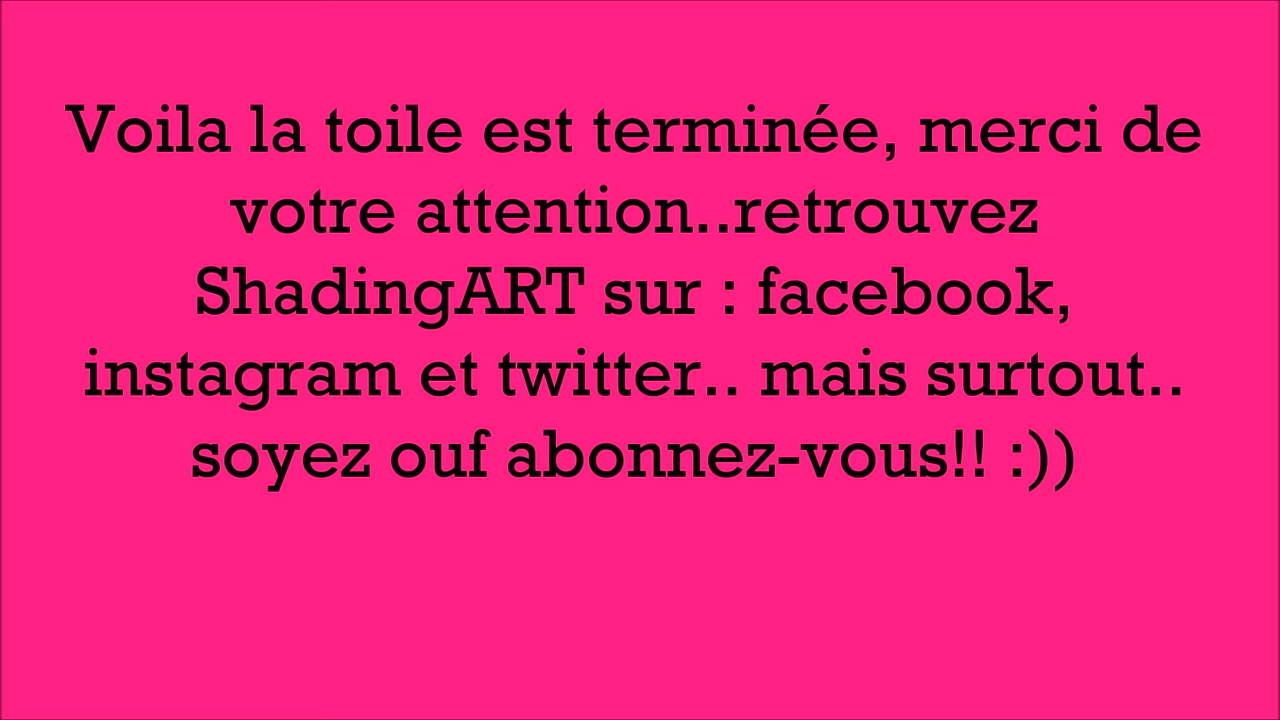 Voila la toile est terminée, merci de
votre attention..retrouvez
ShadingART sur : facebook,
instagram et twitter.. mais surtout..
soyez ouf abonnez-vous!! :))